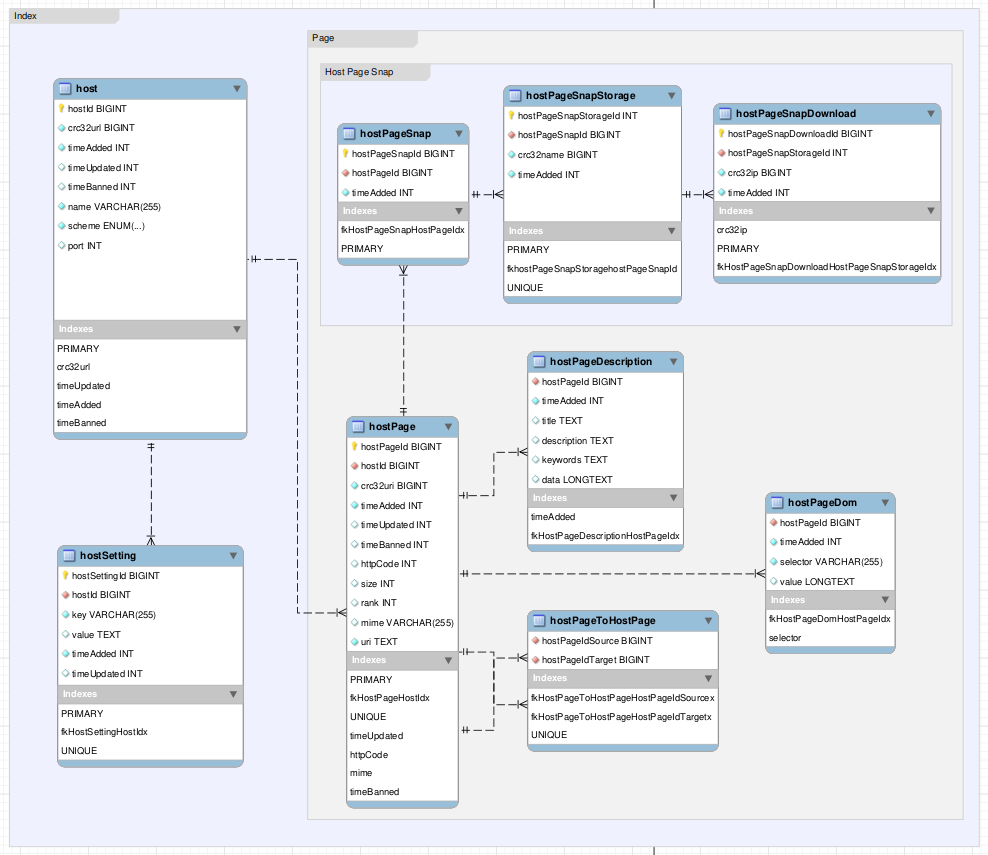 Index
host
hostId BIGINT
crc32url BIGINT
timeAdded INT
timeUpdated INT
timeBanned INT
name VARCHAR(255)
scheme ENUM(...)
port INT
Indexes
PRIMARY
crc32url
timeUpdated
timeAdded
timeBanned
hostSetting
hostSettingId BIGINT
hostId BIGINT
key VARCHAR(255)
value TEXT
timeAdded INT
timeUpdated INT
Indexes
PRIMARY
fkHostSettingHostIdx
UNIQUE
Page
Host Page Snap
hostPageSnap
hostPageSnapId BIGINT
hostPageId BIGINT
timeAdded INT
Indexes
fkHostPageSnapHostPageIdx
PRIMARY
hostPageSnapStorage
hostPageSnapStorageId INT
hostPageSnapId BIGINT
crc32name BIGINT
timeAdded INT
Indexes
PRIMARY
fkhostPageSnapStoragehostPageSnapId
UNIQUE
hostPageSnapDownload
hostPageSnapDownloadId BIGINT
hostPageSnapStorageId INT
crc32ip BIGINT
timeAdded INT
Indexes
crc32ip
PRIMARY
fkHostPageSnapDownloadHostPageSnapStorageIdx
hostPage
hostPageId BIGINT
hostId BIGINT
crc32uri BIGINT
timeAdded INT
timeUpdated INT
timeBanned INT
httpCode INT
size INT
rank INT
mime VARCHAR(255)
uri TEXT
Indexes
PRIMARY
fkHostPageHostIdx
UNIQUE
timeUpdated
httpCode
mime
timeBanned
hostPageDescription
hostPageId BIGINT
timeAdded INT
title TEXT
description TEXT
keywords TEXT
data LONGTEXT
Indexes
timeAdded
fkHostPageDescriptionHostPageIdx
hostPageToHostPage
hostPageIdSource BIGINT
hostPageIdTarget BIGINT
Indexes
fkHostPageToHostPageHostPageIdSourcex
fkHostPageToHostPageHostPageIdTargetx
UNIQUE
hostPageDom
hostPageId BIGINT
timeAdded INT
selector VARCHAR(255)
value LONGTEXT
Indexes
fkHostPageDomHostPageIdx
selector